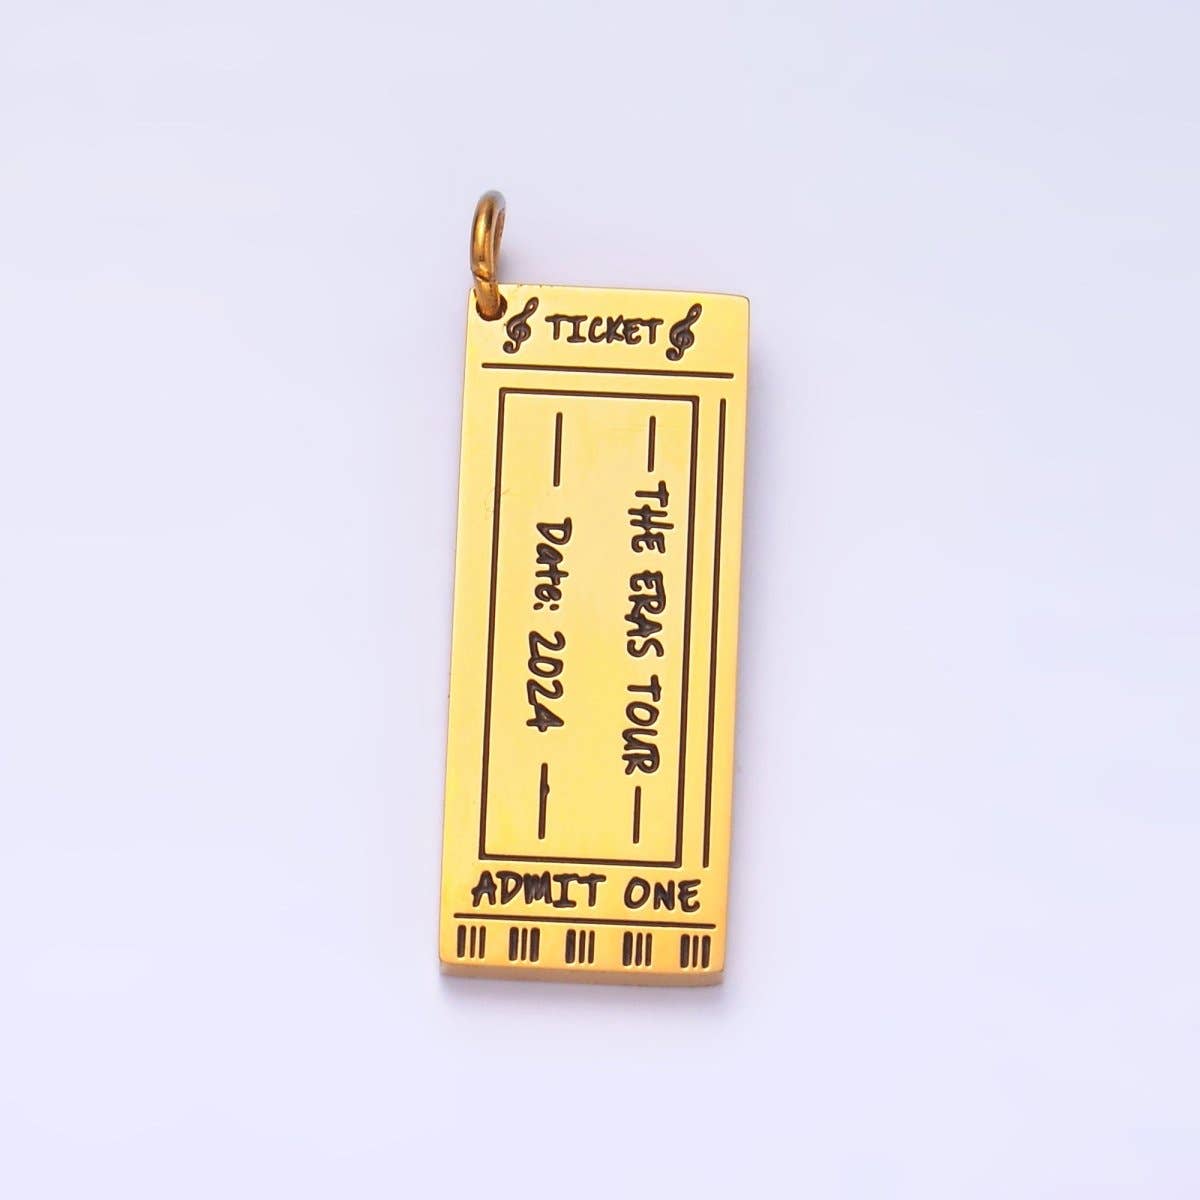 TICKET
THE ERAS TOUR
Date: 2024
ADMIT ONE